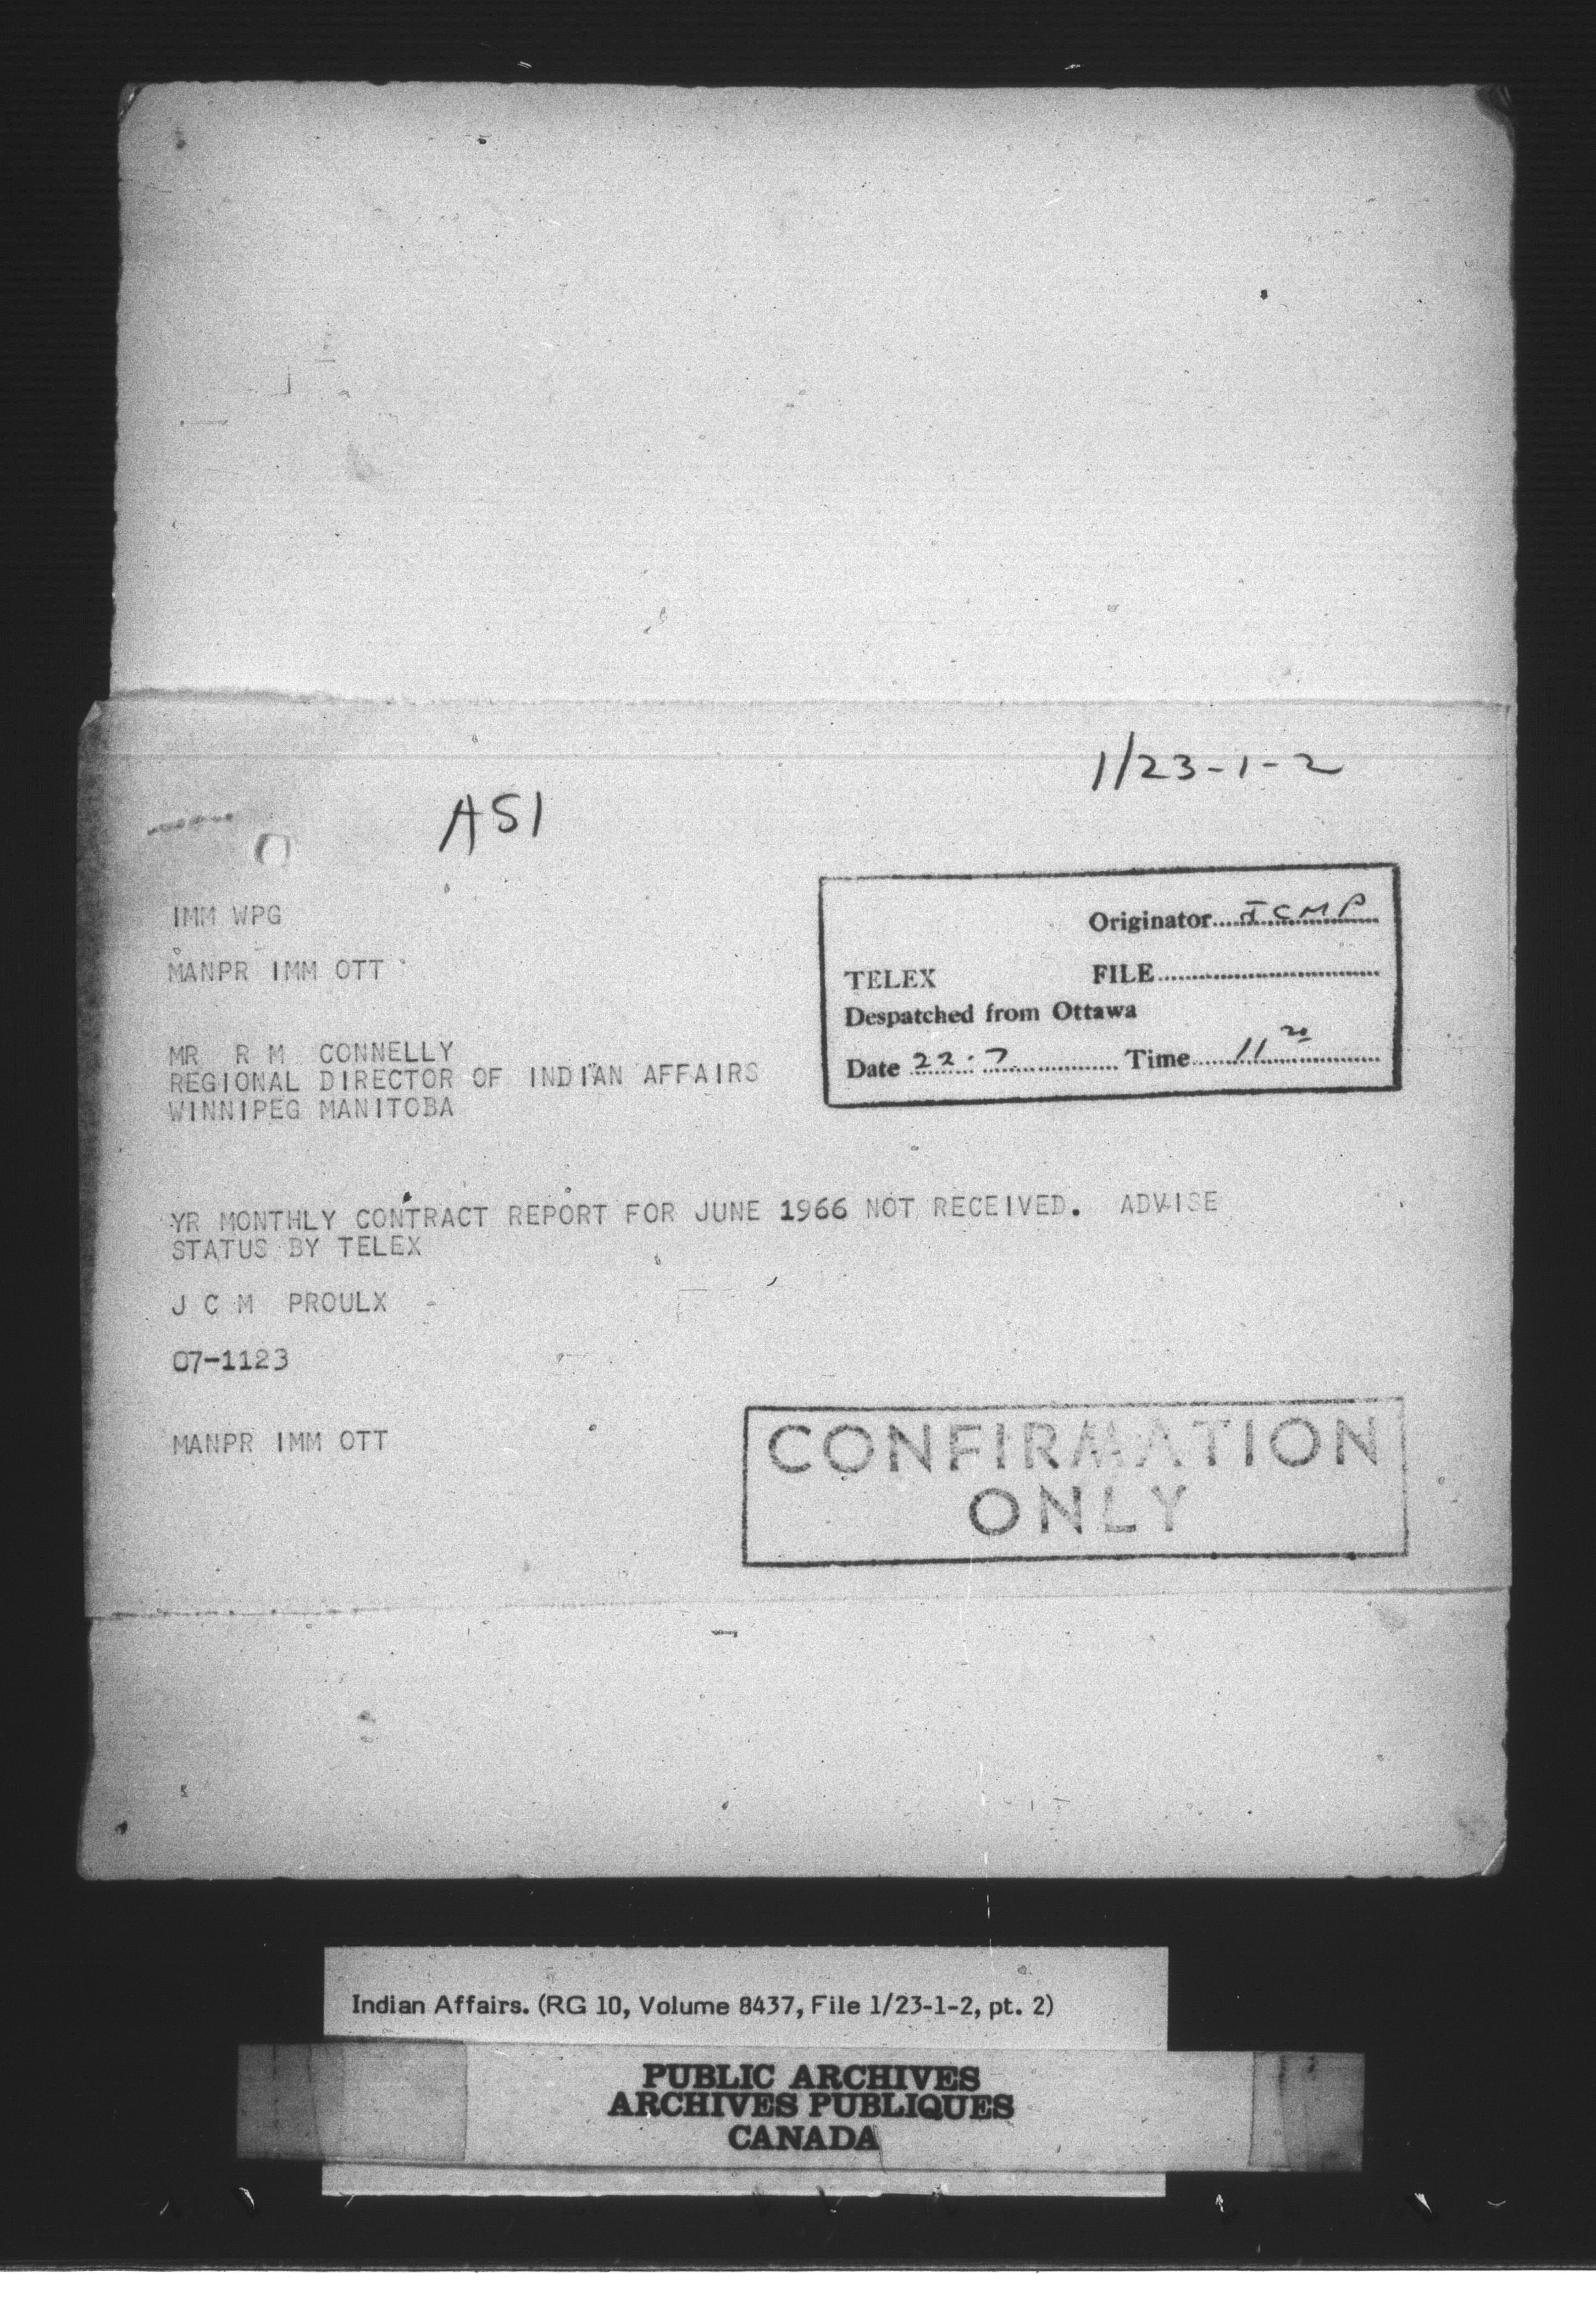 1/23-1-2
A51
IMM WPG
MANPR IMM OTT
MR R M CONNELLY
REGIONAL DIRECTOR OF INDIAN AFFAIRS
WINNIPEG MANITOBA
Originator....JCMP
TELEX FILE....
Despatched from Ottawa
Date 22.7.... Time....11 20
YR MONTHLY CONTRACT REPORT FOR JUNE 1966 NOT RECEIVED. ADVISE
STATUS BY TELEX
J C M PROULX
07-1123
MANPR IMM OTT
CONFIRMATION
ONLY
Indian Affairs. (RG 10, Volume 8437, File 1/23-1-2, pt. 2)
PUBLIC ARCHIVES
ARCHIVES PUBLIQUES
CANADA